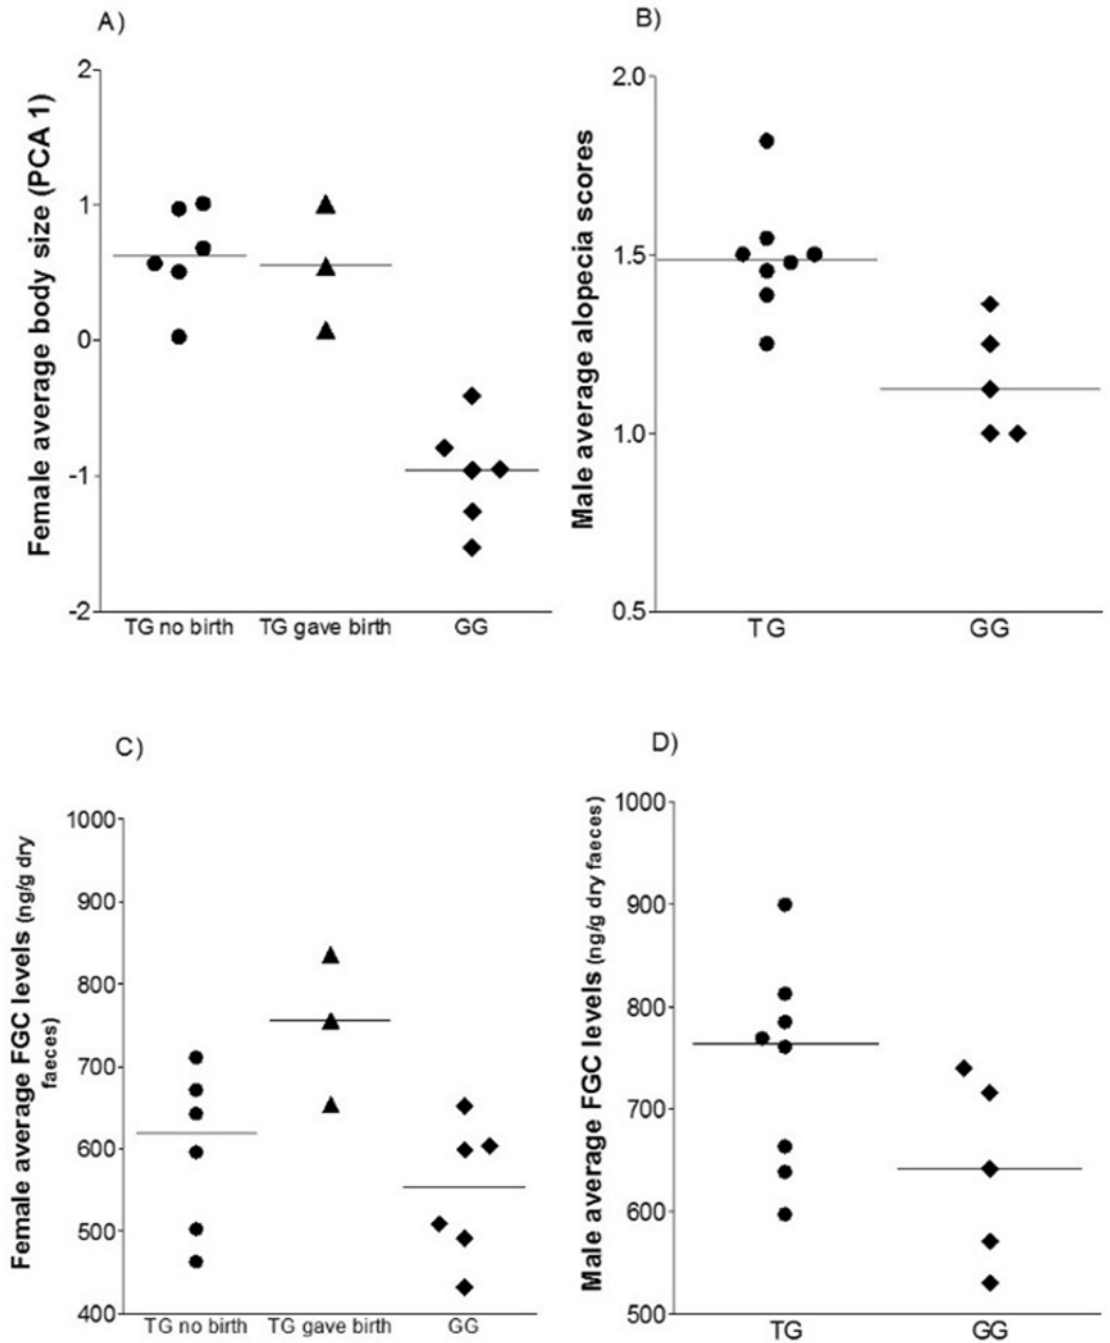 A)
Female average body size (PCA 1)
2
1
0
-1
-2
TG no birth TG gave birth GG
B)
Male average alopecia scores
2.0
1.5
1.0
0.5
TG GG
C)
Female average FGC levels (ng/g dry
faeces)
1000
900
800
700
600
500
400
TG no birth TG gave birth GG
D)
Male average FGC levels (ng/g dry faeces)
1000
900
800
700
600
500
TG GG